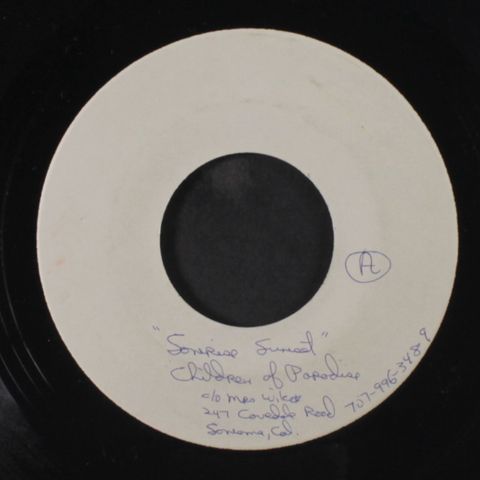 A
"Sonrise Sunset"
Children of Paradise
c/o Mrs
247 Road
Sonoma, Cal.
707-996-3489